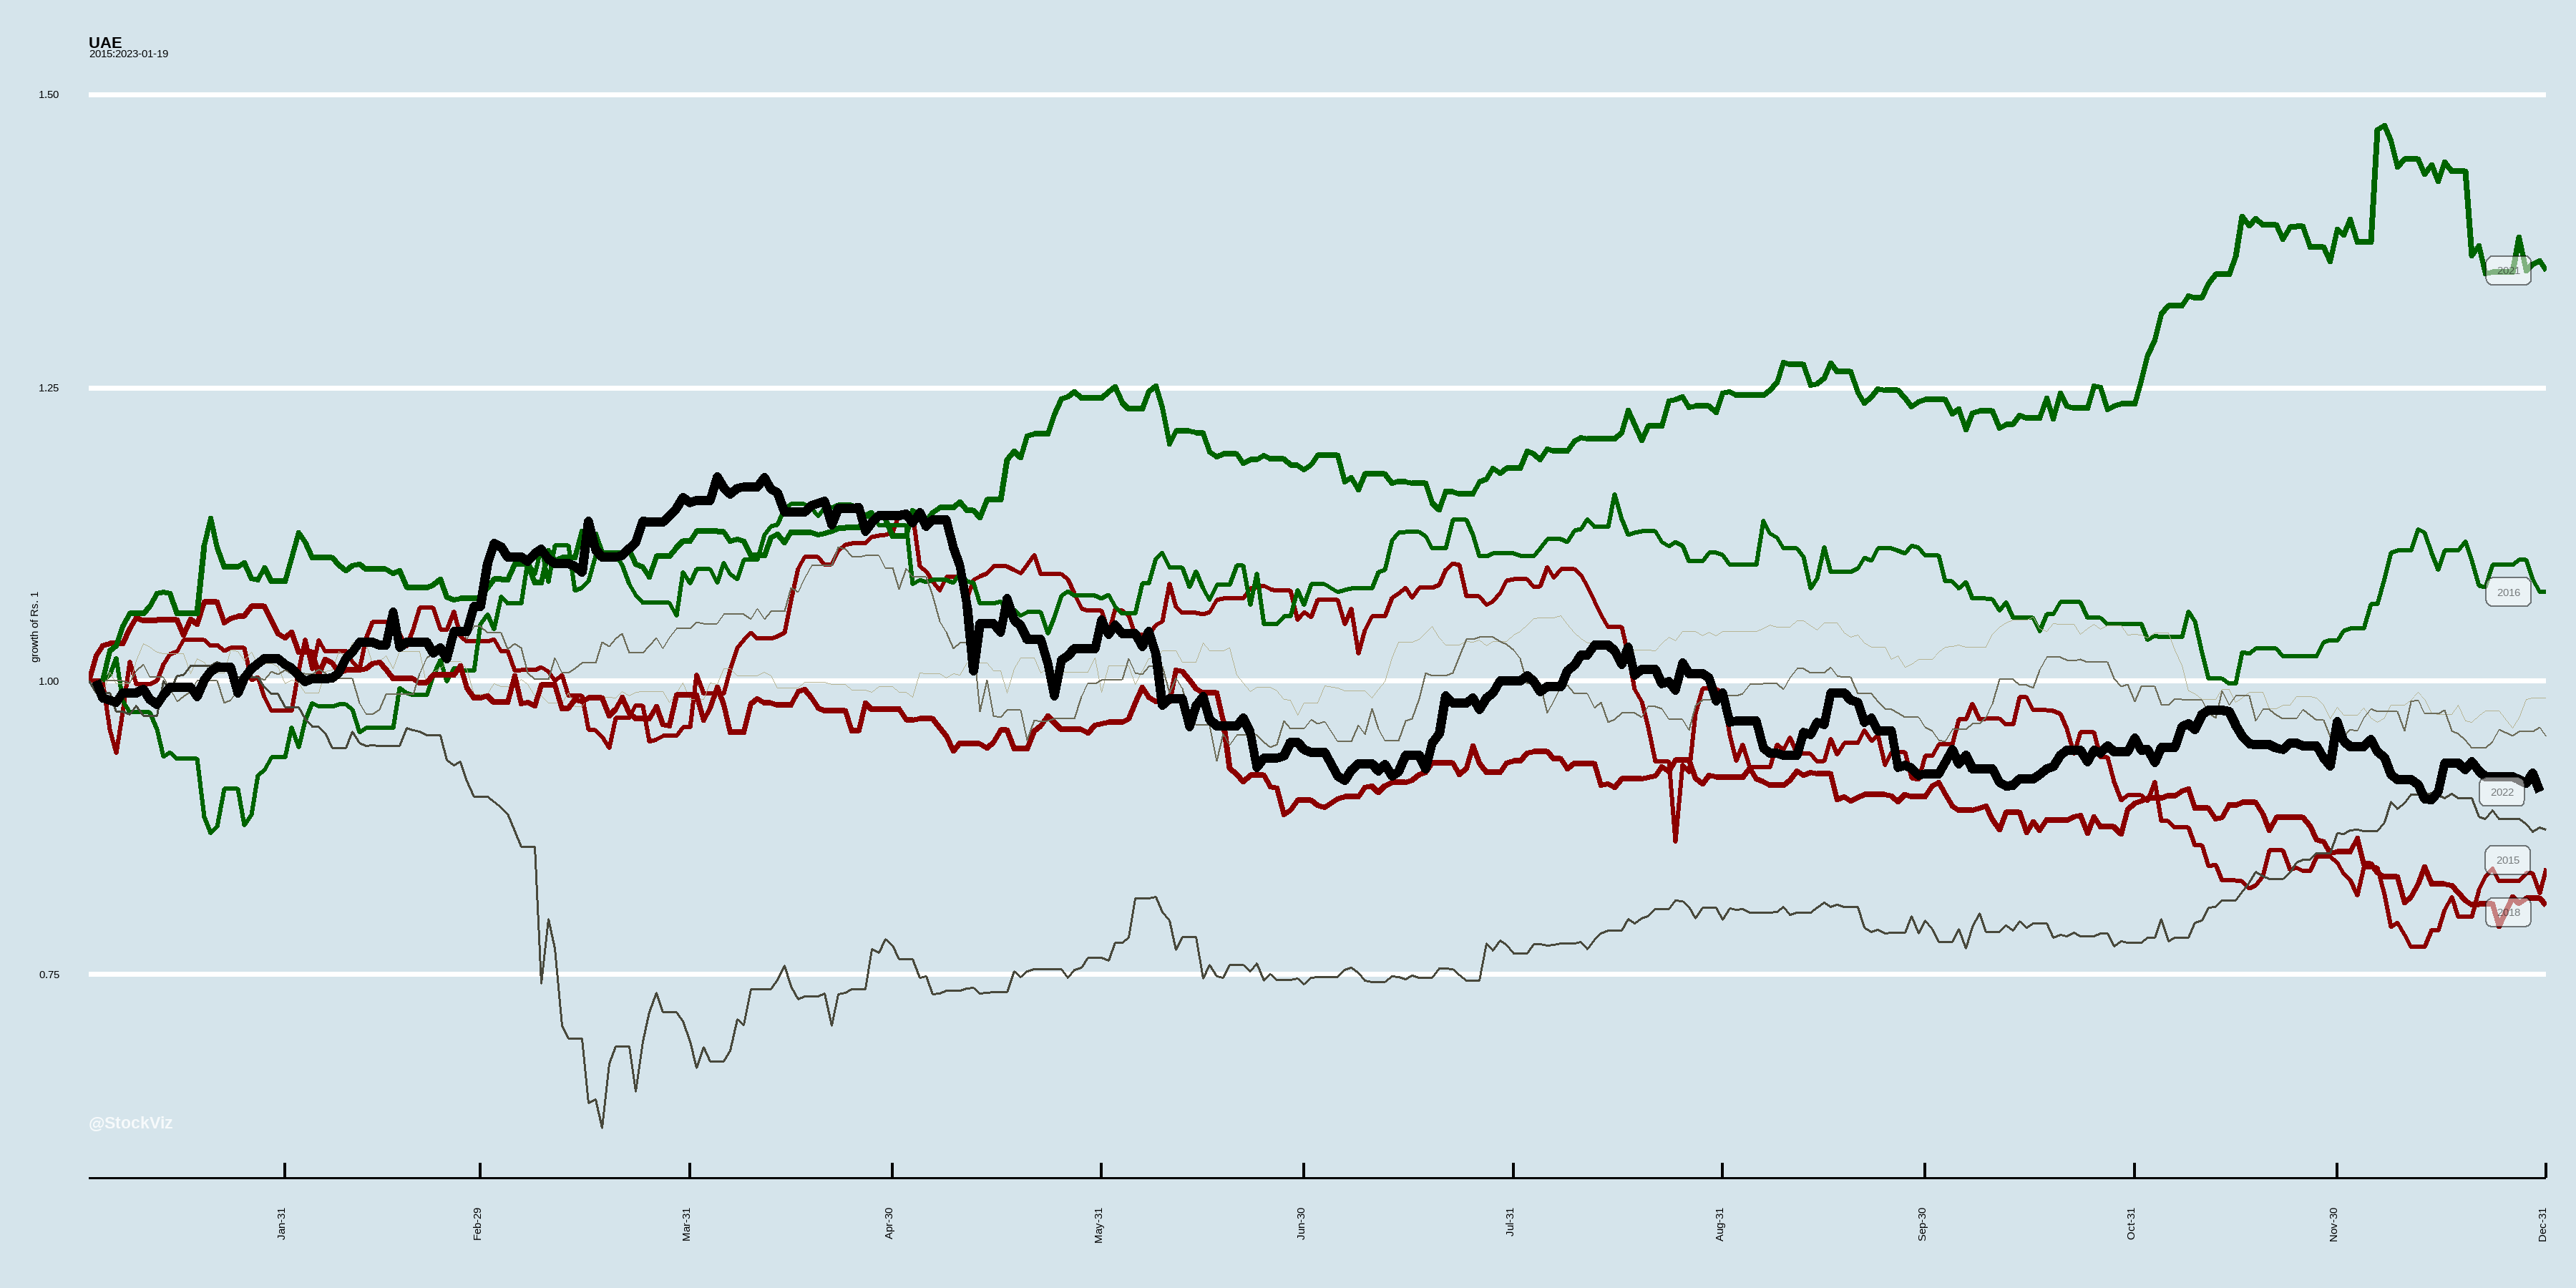 UAE
2015:2023-01-19
1.50
1.25
1.00
0.75
growth of Rs. 1
2021
2016
2022
2015
2018
@StockViz
Jan-31
Feb-29
Mar-31
Apr-30
May-31
Jun-30
Jul-31
Aug-31
Sep-30
Oct-31
Nov-30
Dec-31